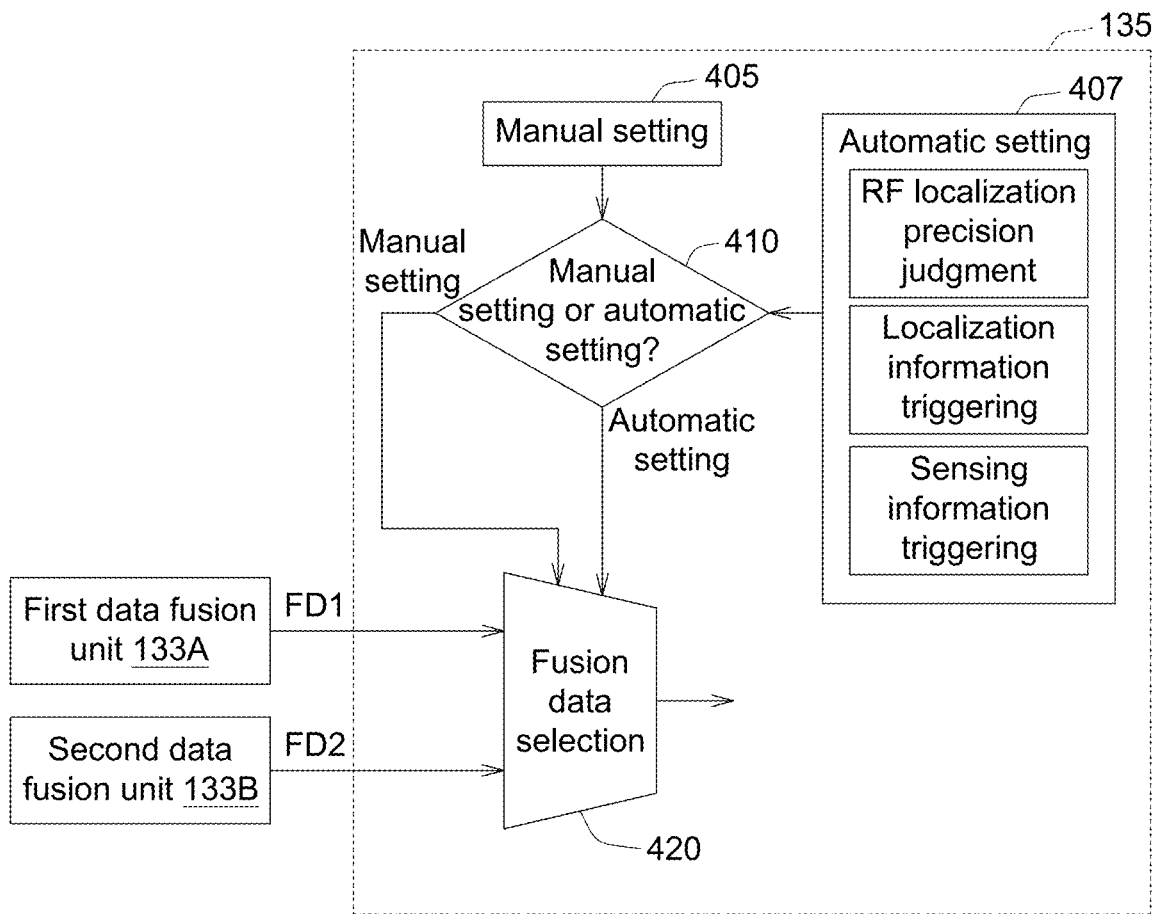 135
405
407
Manual setting
Automatic setting
RF localization
precision
judgment
Localization
information
triggering
Sensing
information
triggering
410
Manual
setting
Manual
setting or automatic
setting?
Automatic
setting
First data fusion
unit 133A
FD1
Second data
fusion unit 133B
FD2
Fusion
data
selection
420